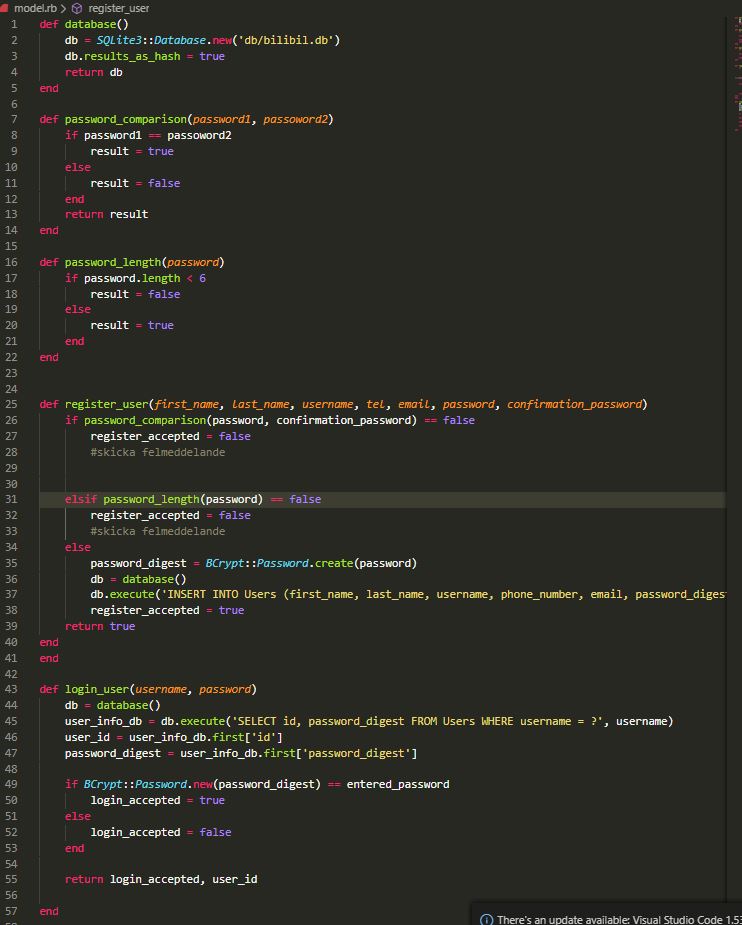 model.rb > register_user
1 def database()
2 db = SQLite3::Database.new('db/bilibil.db')
3 db.results_as_hash = true
4 return db
5 end
6
7 def password_comparison(password1, passoword2)
8 if password1 == passoword2
9 result = true
10 else
11 result = false
12 end
13 return result
14 end
15
16 def password_length(password)
17 if password.length < 6
18 result = false
19 else
20 result = true
21 end
22 end
23
24
25 def register_user(first_name, last_name, username, tel, email, password, confirmation_password)
26 if password_comparison(password, confirmation_password) == false
27 register_accepted = false
28 #skicka felmeddelande
29
30
31 elsif password_length(password) == false
32 register_accepted = false
33 #skicka felmeddelande
34 else
35 password_digest = BCrypt::Password.create(password)
36 db = database()
37 db.execute('INSERT INTO Users (first_name, last_name, username, phone_number, email, password_diges
38 register_accepted = true
39 return true
40 end
41 end
42
43 def login_user(username, password)
44 db = database()
45 user_info_db = db.execute('SELECT id, password_digest FROM Users WHERE username = ?', username)
46 user_id = user_info_db.first['id']
47 password_digest = user_info_db.first['password_digest']
48
49 if BCrypt::Password.new(password_digest) == entered_password
50 login_accepted = true
51 else
52 login_accepted = false
53 end
54
55 return login_accepted, user_id
56
57 end
There's an update available: Visual Studio Code 1.53